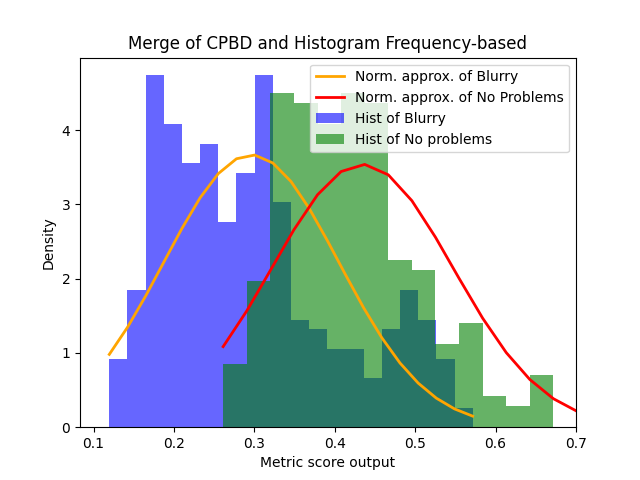 Merge of CPBD and Histogram Frequency-based
Norm. approx. of Blurry
Norm. approx. of No Problems
Hist of Blurry
Hist of No problems
Density
4
3
2
1
0
0.1 0.2 0.3 0.4 0.5 0.6 0.7
Metric score output